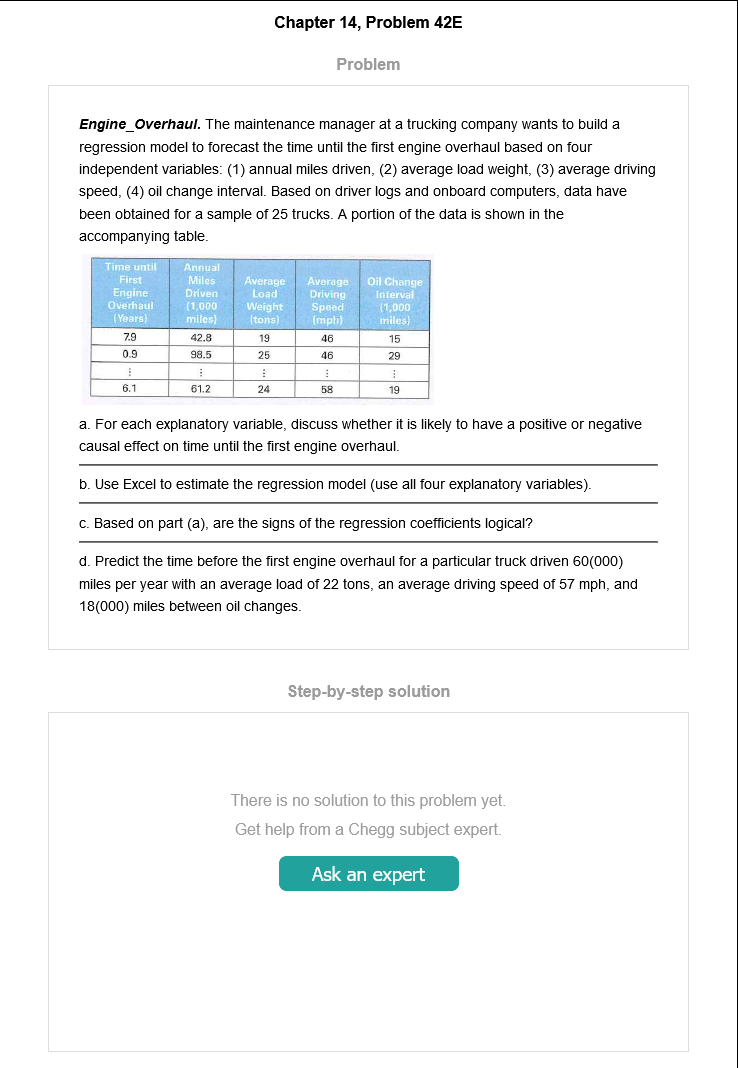 Chapter 14, Problem 42E
Problem
Engine_Overhaul. The maintenance manager at a trucking company wants to build a
regression model to forecast the time until the first engine overhaul based on four
independent variables: (1) annual miles driven, (2) average load weight, (3) average driving
speed, (4) oil change interval. Based on driver logs and onboard computers, data have
been obtained for a sample of 25 trucks. A portion of the data is shown in the
accompanying table.
Time until First Engine Overhaul (Years) Annual Miles Driven (1,000 miles) Average Load Weight (tons) Average Driving Speed (mph) Oil Change Interval (1,000 miles)
7.9 42.8 19 46 15
0.9 98.5 25 46 29
⋮ ⋮ ⋮ ⋮ ⋮
6.1 61.2 24 58 19
a. For each explanatory variable, discuss whether it is likely to have a positive or negative
causal effect on time until the first engine overhaul.
b. Use Excel to estimate the regression model (use all four explanatory variables).
c. Based on part (a), are the signs of the regression coefficients logical?
d. Predict the time before the first engine overhaul for a particular truck driven 60(000)
miles per year with an average load of 22 tons, an average driving speed of 57 mph, and
18(000) miles between oil changes.
Step-by-step solution
There is no solution to this problem yet.
Get help from a Chegg subject expert.
Ask an expert